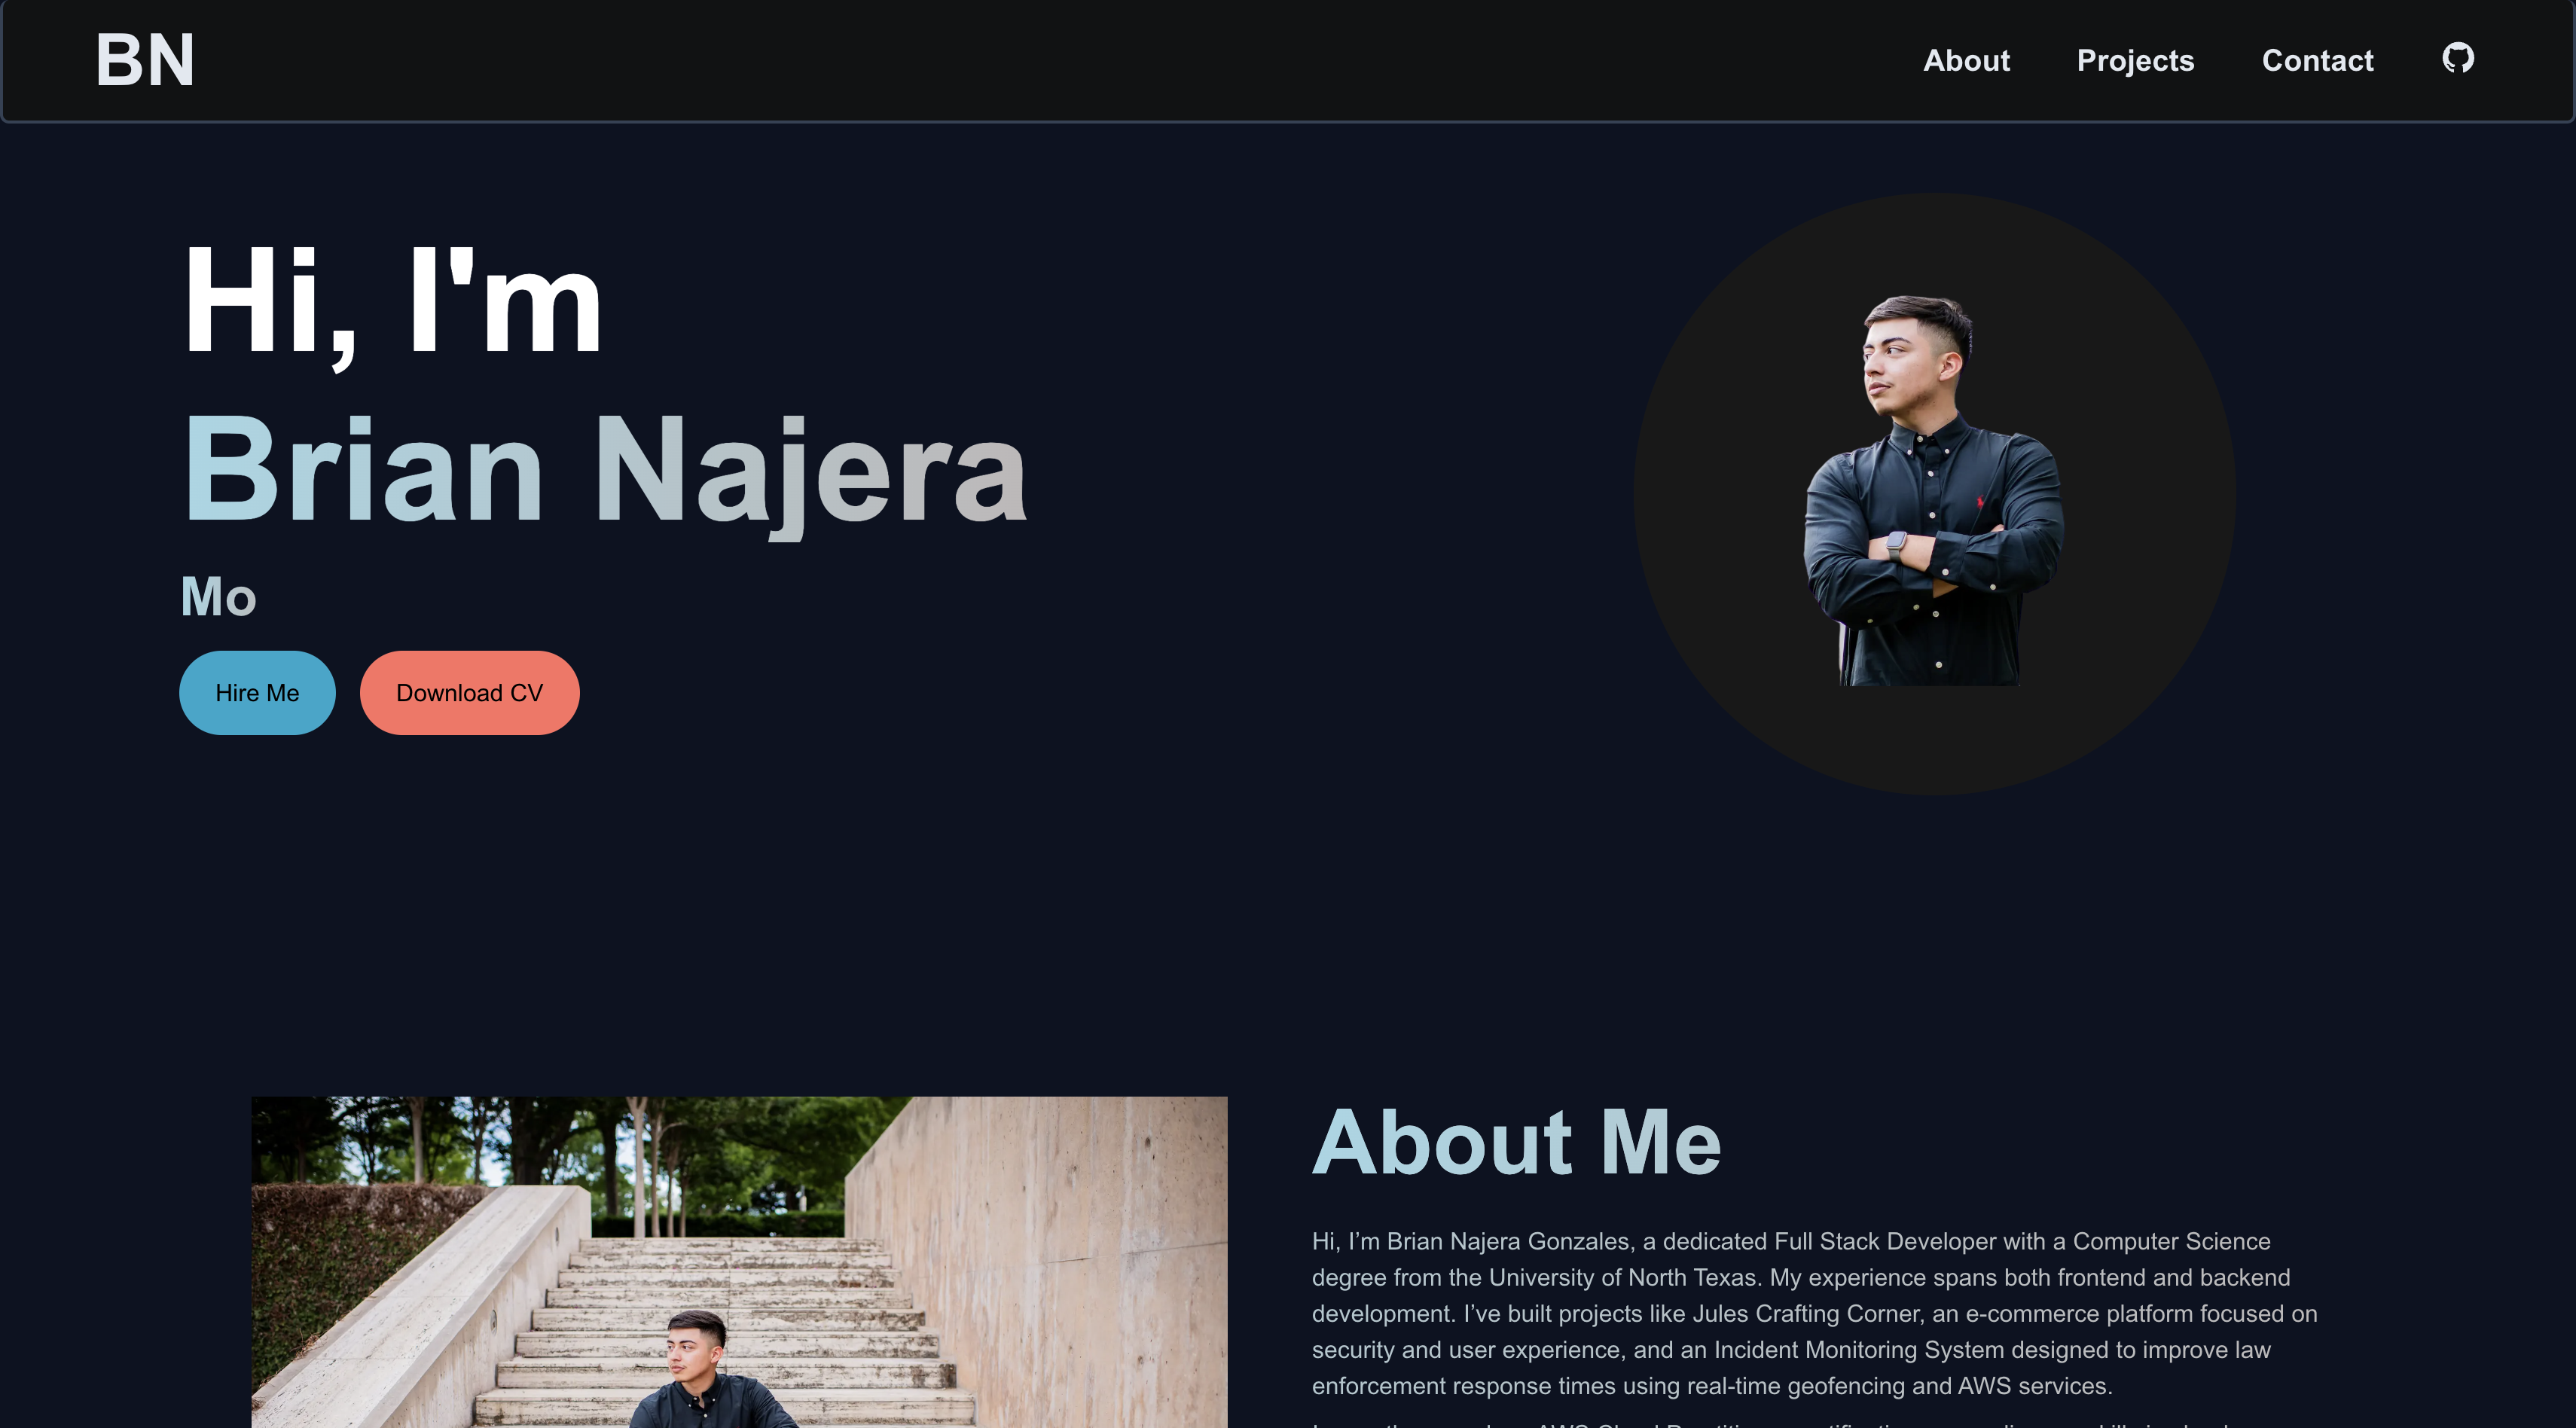 BN
About Projects Contact
Hi, I'm
Brian Najera
Mo
Hire Me Download CV
About Me
Hi, I’m Brian Najera Gonzales, a dedicated Full Stack Developer with a Computer Science
degree from the University of North Texas. My experience spans both frontend and backend
development. I’ve built projects like Jules Crafting Corner, an e-commerce platform focused on
security and user experience, and an Incident Monitoring System designed to improve law
enforcement response times using real-time geofencing and AWS services.